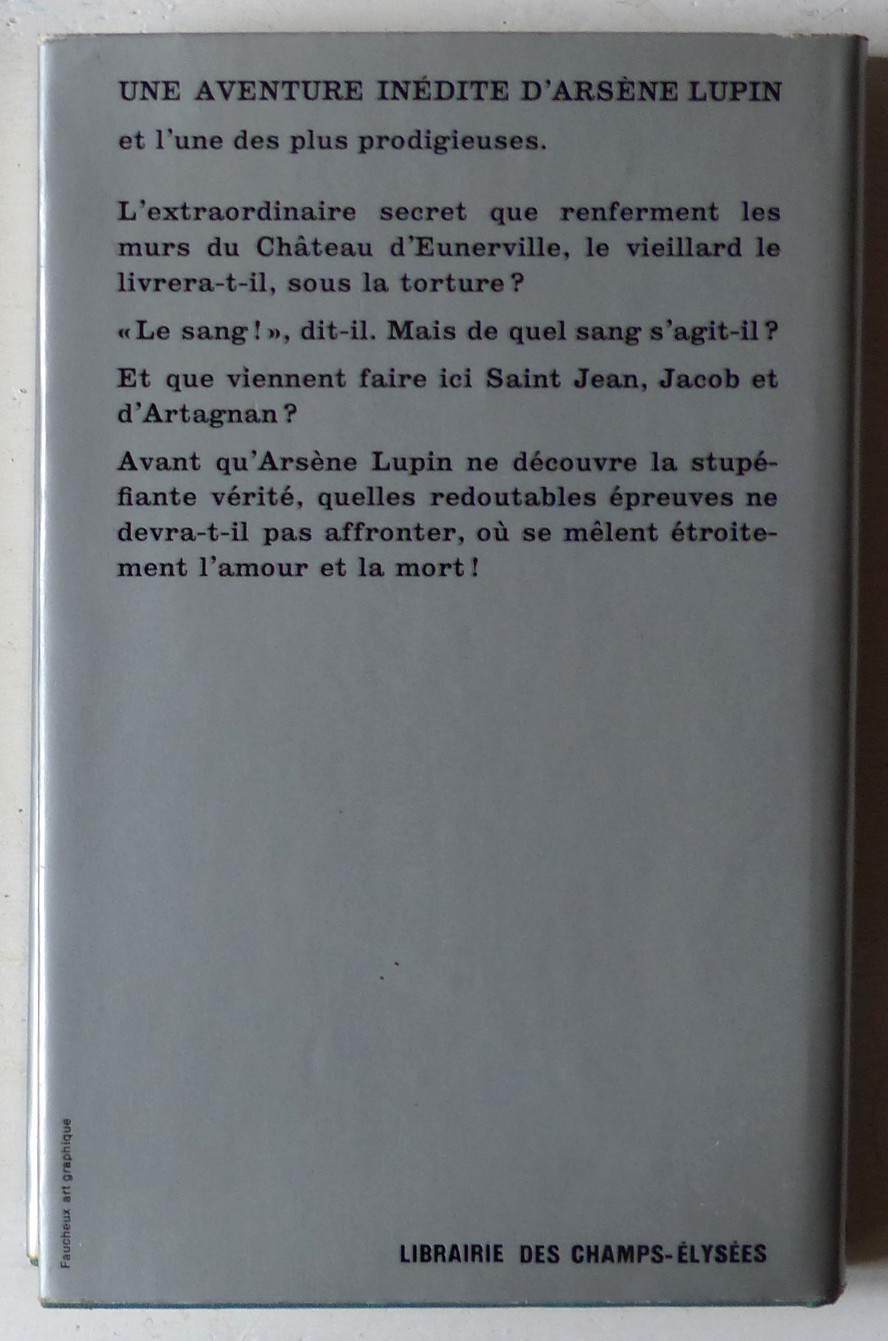 UNE AVENTURE INÉDITE D'ARSÈNE LUPIN
et l'une des plus prodigieuses.
L'extraordinaire secret que renferment les
murs du Château d'Eunerville, le vieillard le
livrera-t-il, sous la torture ?
« Le sang ! », dit-il. Mais de quel sang s'agit-il ?
Et que viennent faire ici Saint Jean, Jacob et
d'Artagnan ?
Avant qu'Arsène Lupin ne découvre la stupé-
fiante vérité, quelles redoutables épreuves ne
devra-t-il pas affronter, où se mêlent étroite-
ment l'amour et la mort !
Faucheux art graphique
LIBRAIRIE DES CHAMPS-ÉLYSÉES